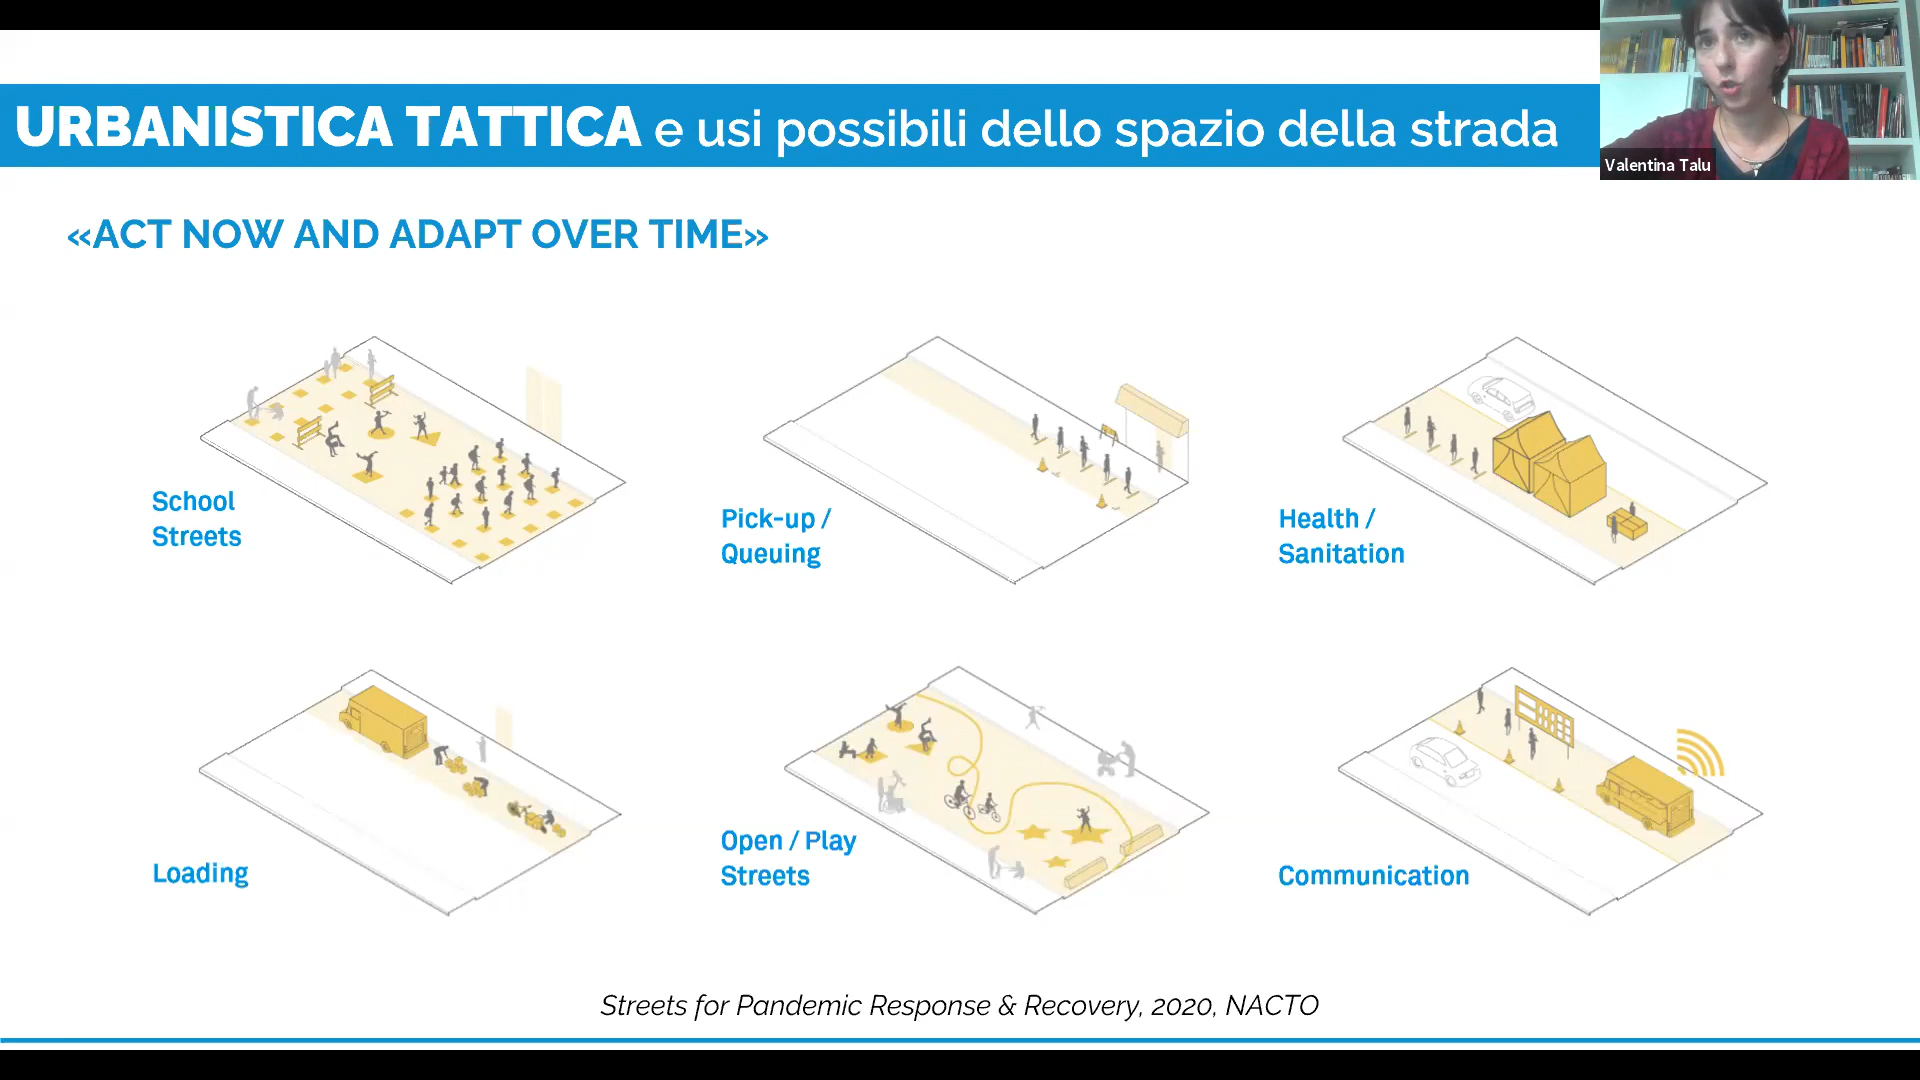 URBANISTICA TATTICA e usi possibili dello spazio della strada
Valentina Talu
«ACT NOW AND ADAPT OVER TIME»
School
Streets
Pick-up /
Queuing
Health /
Sanitation
Loading
Open / Play
Streets
Communication
Streets for Pandemic Response & Recovery, 2020, NACTO